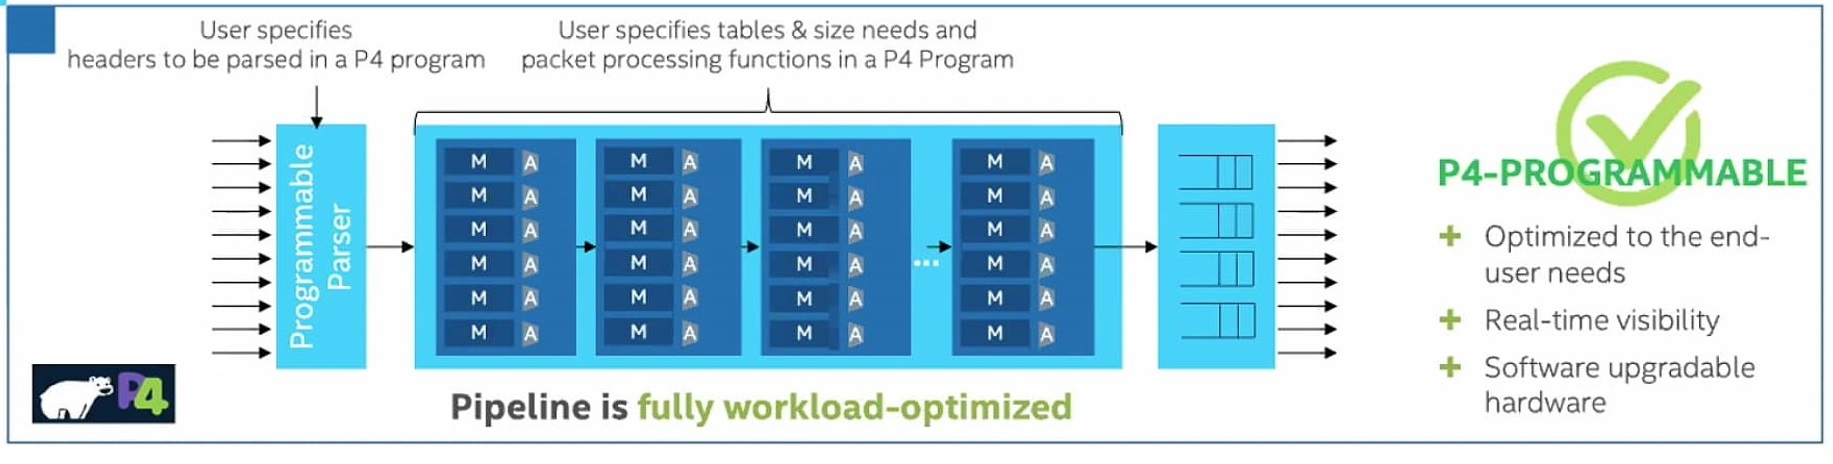 User specifies
headers to be parsed in a P4 program
User specifies tables & size needs and
packet processing functions in a P4 Program
Programmable
Parser
M A M A M A M A
M A M A M A M A
M A M A M A M A
M A M A M A ... M A
M A M A M A M A
M A M A M A M A
Pipeline is fully workload-optimized
P4
P4-PROGRAMMABLE
+ Optimized to the end-
user needs
+ Real-time visibility
+ Software upgradable
hardware